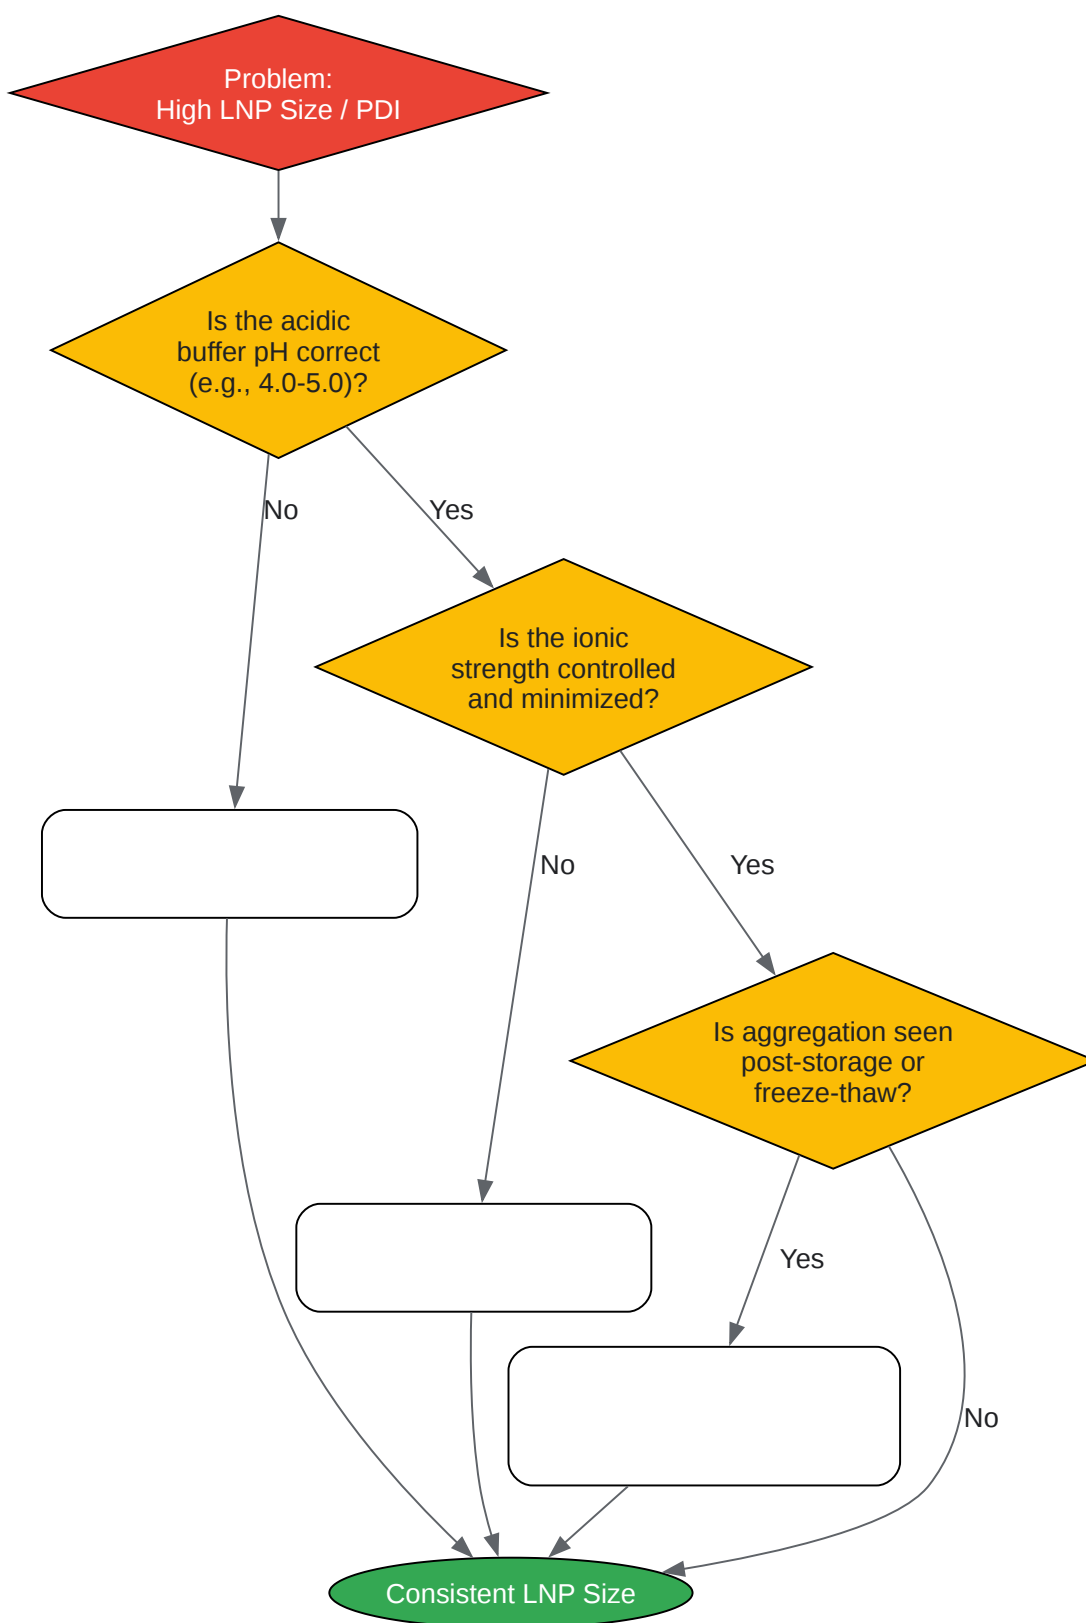 Problem:
High LNP Size / PDI
Is the acidic
buffer pH correct
(e.g., 4.0-5.0)?
No
Yes
Is the ionic
strength controlled
and minimized?
No
Yes
Is aggregation seen
post-storage or
freeze-thaw?
Yes
No
Consistent LNP Size